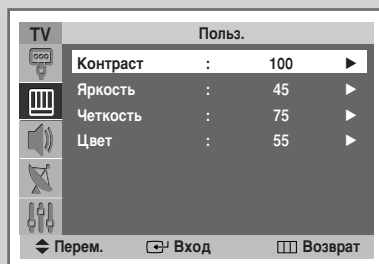 TV Польз.
Контраст : 100 ▶
Яркость : 45 ▶
Четкость : 75 ▶
Цвет : 55 ▶
Перем. Вход Возврат